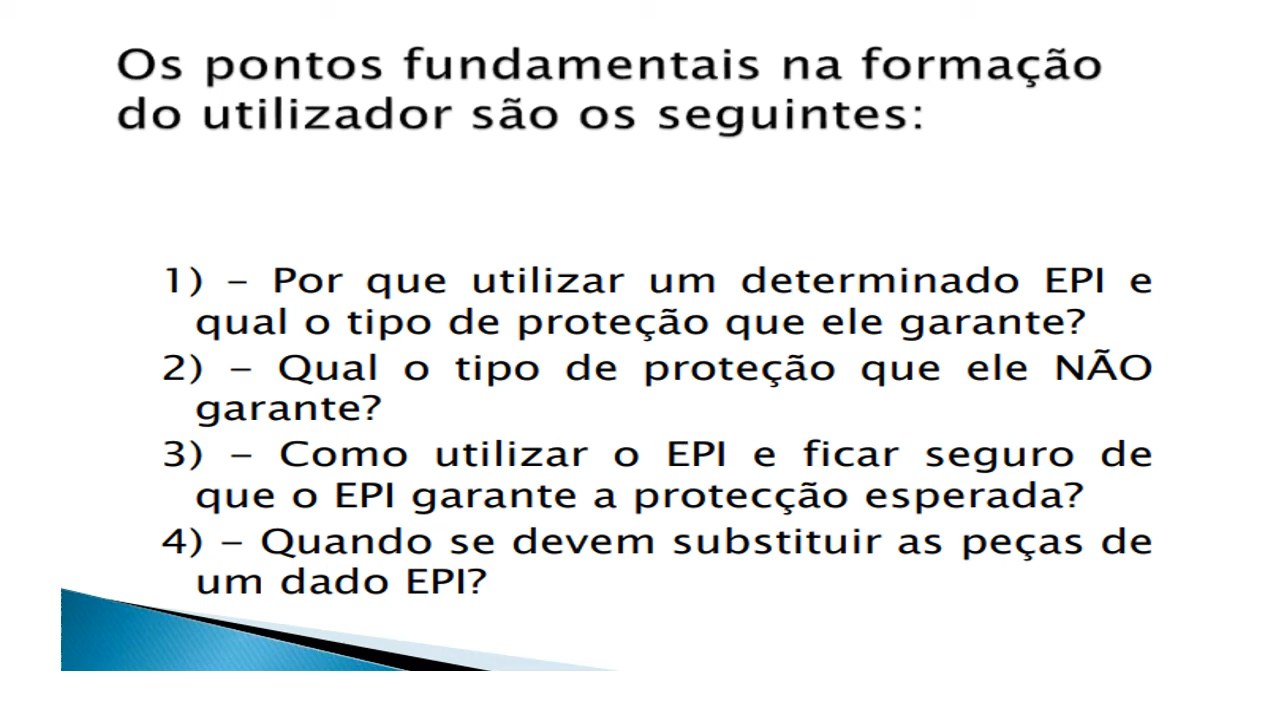 Os pontos fundamentais na formação
do utilizador são os seguintes:
1) – Por que utilizar um determinado EPI e
qual o tipo de proteção que ele garante?
2) – Qual o tipo de proteção que ele NÃO
garante?
3) – Como utilizar o EPI e ficar seguro de
que o EPI garante a protecção esperada?
4) – Quando se devem substituir as peças de
um dado EPI?